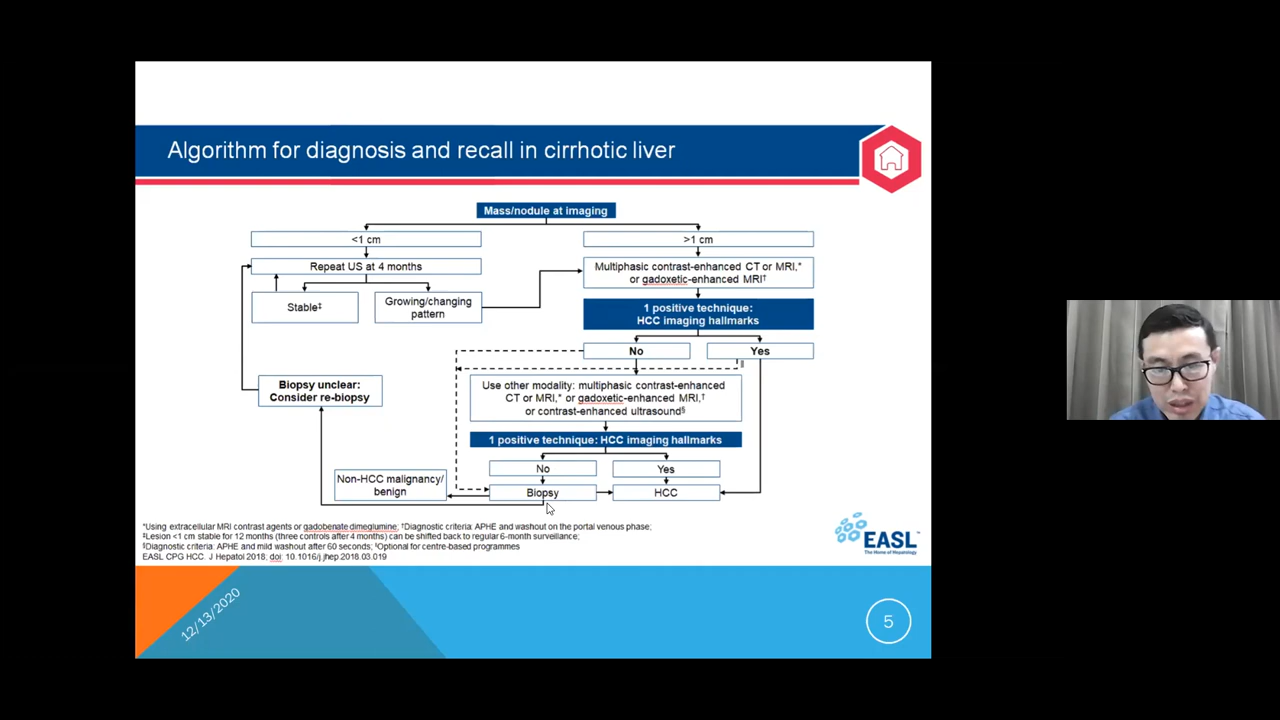 Algorithm for diagnosis and recall in cirrhotic liver
Mass/nodule at imaging
<1 cm
>1 cm
Repeat US at 4 months
Multiphasic contrast-enhanced CT or MRI,*
or gadoxetic-enhanced MRI†
Stable‡
Growing/changing
pattern
1 positive technique:
HCC imaging hallmarks
No
Yes
||
Biopsy unclear:
Consider re-biopsy
Use other modality: multiphasic contrast-enhanced
CT or MRI,* or gadoxetic-enhanced MRI,†
or contrast-enhanced ultrasound§
1 positive technique: HCC imaging hallmarks
No
Yes
Non-HCC malignancy/
benign
Biopsy
HCC
*Using extracellular MRI contrast agents or gadobenate dimeglumine; †Diagnostic criteria: APHE and washout on the portal venous phase;
‡Lesion <1 cm stable for 12 months (three controls after 4 months) can be shifted back to regular 6-month surveillance;
§Diagnostic criteria: APHE and mild washout after 60 seconds; ||Optional for centre-based programmes
EASL CPG HCC. J Hepatol 2018; doi: 10.1016/j.jhep.2018.03.019
EASL™
The Home of Hepatology
12/13/2020
5